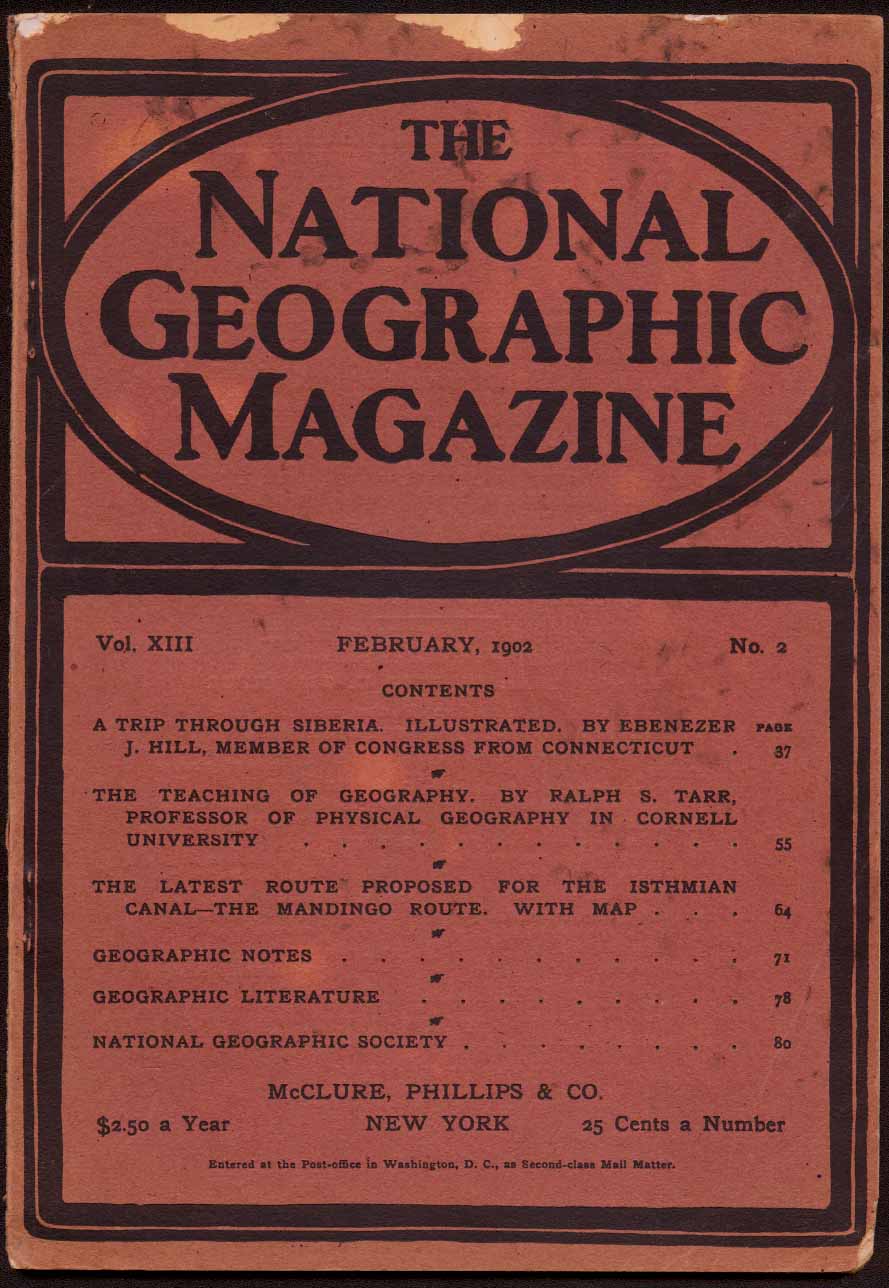 THE
NATIONAL
GEOGRAPHIC
MAGAZINE
Vol. XIII FEBRUARY, 1902 No. 2
CONTENTS
A TRIP THROUGH SIBERIA. ILLUSTRATED. BY EBENEZER PAGE
J. HILL, MEMBER OF CONGRESS FROM CONNECTICUT . 37
THE TEACHING OF GEOGRAPHY. BY RALPH S. TARR,
PROFESSOR OF PHYSICAL GEOGRAPHY IN CORNELL
UNIVERSITY . . . . . . . . . . . . 55
THE LATEST ROUTE PROPOSED FOR THE ISTHMIAN
CANAL—THE MANDINGO ROUTE. WITH MAP . . . 64
GEOGRAPHIC NOTES . . . . . . . . . . . 71
GEOGRAPHIC LITERATURE . . . . . . . . . 78
NATIONAL GEOGRAPHIC SOCIETY . . . . . . . . 80
McCLURE, PHILLIPS & CO.
$2.50 a Year NEW YORK 25 Cents a Number
Entered at the Post-office in Washington, D. C., as Second-class Mail Matter.